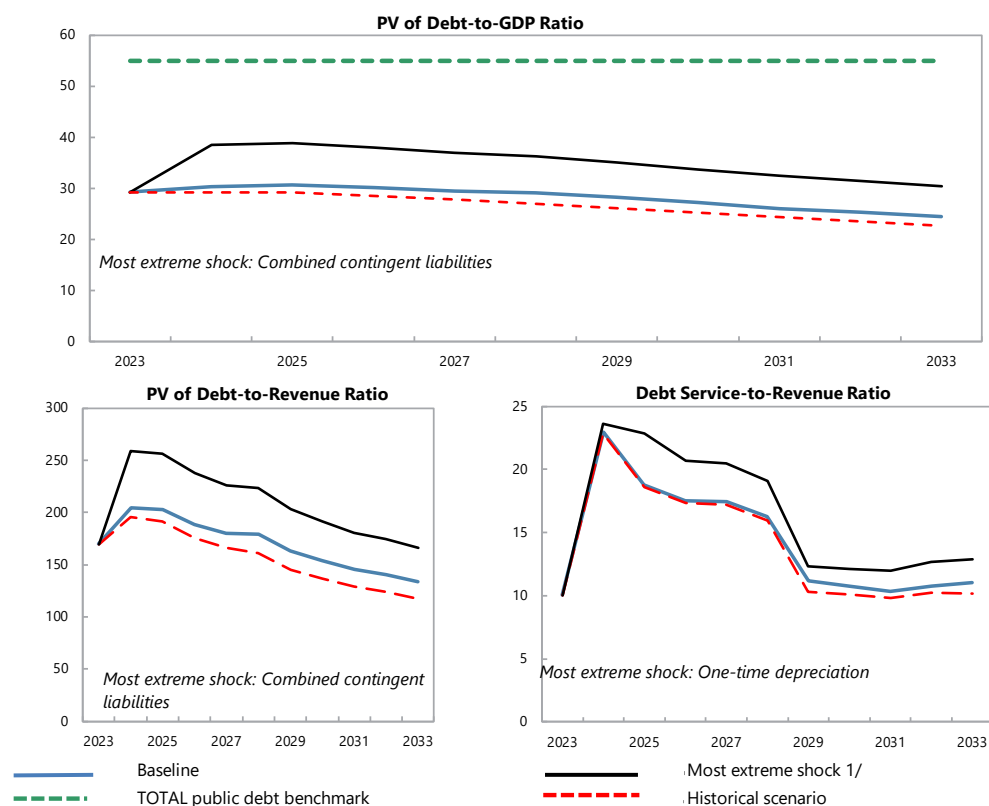 PV of Debt-to-GDP Ratio
60
50
40
30
20
10
0
Most extreme shock: Combined contingent liabilities
2023 2025 2027 2029 2031 2033
PV of Debt-to-Revenue Ratio
300
250
200
150
100
50
0
Most extreme shock: Combined contingent
liabilities
2023 2025 2027 2029 2031 2033
Debt Service-to-Revenue Ratio
25
20
15
10
5
0
Most extreme shock: One-time depreciation
2023 2025 2027 2029 2031 2033
Baseline
TOTAL public debt benchmark
Most extreme shock 1/
Historical scenario